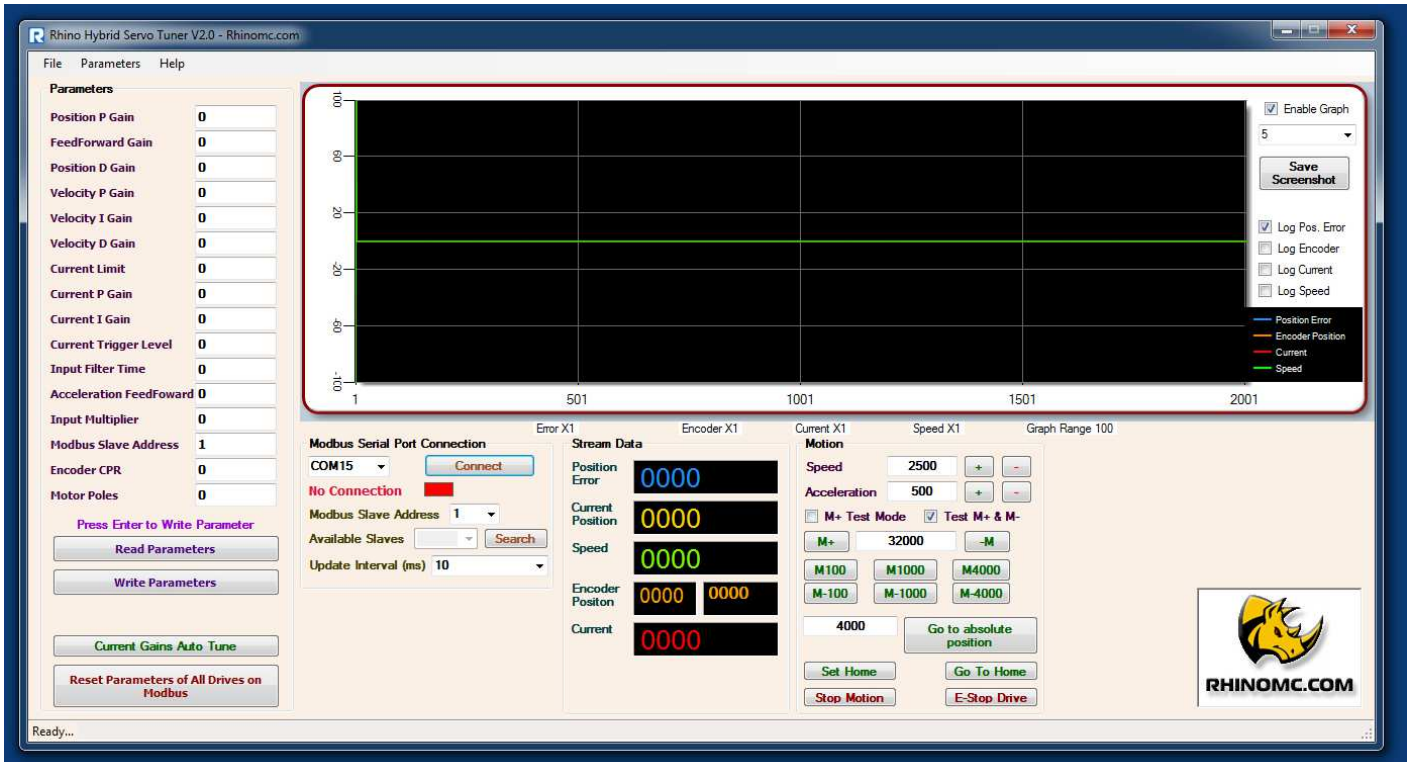 Rhino Hybrid Servo Tuner V2.0 - Rhinomc.com
File Parameters Help
Parameters
Position P Gain 0
FeedForward Gain 0
Position D Gain 0
Velocity P Gain 0
Velocity I Gain 0
Velocity D Gain 0
Current Limit 0
Current P Gain 0
Current I Gain 0
Current Trigger Level 0
Input Filter Time 0
Acceleration FeedFoward 0
Input Multiplier 0
Modbus Slave Address 1
Encoder CPR 0
Motor Poles 0
Press Enter to Write Parameter
Read Parameters
Write Parameters
Current Gains Auto Tune
Reset Parameters of All Drives on
Modbus
100
60
20
-20
-60
-100
1 501 1001 1501 2001
Enable Graph
5
Save
Screenshot
Log Pos. Error
Log Encoder
Log Current
Log Speed
Position Error
Encoder Position
Current
Speed
Error X1 Encoder X1 Current X1 Speed X1 Graph Range 100
Modbus Serial Port Connection
COM15 Connect
No Connection
Modbus Slave Address 1
Available Slaves Search
Update Interval (ms) 10
Stream Data
Position
Error 0000
Current
Position 0000
Speed 0000
Encoder
Positon 0000 0000
Current 0000
Motion
Speed 2500 + -
Acceleration 500 + -
M+ Test Mode Test M+ & M-
M+ 32000 -M
M100 M1000 M4000
M-100 M-1000 M-4000
4000 Go to absolute
position
Set Home Go To Home
Stop Motion E-Stop Drive
RHINOMC.COM
Ready...